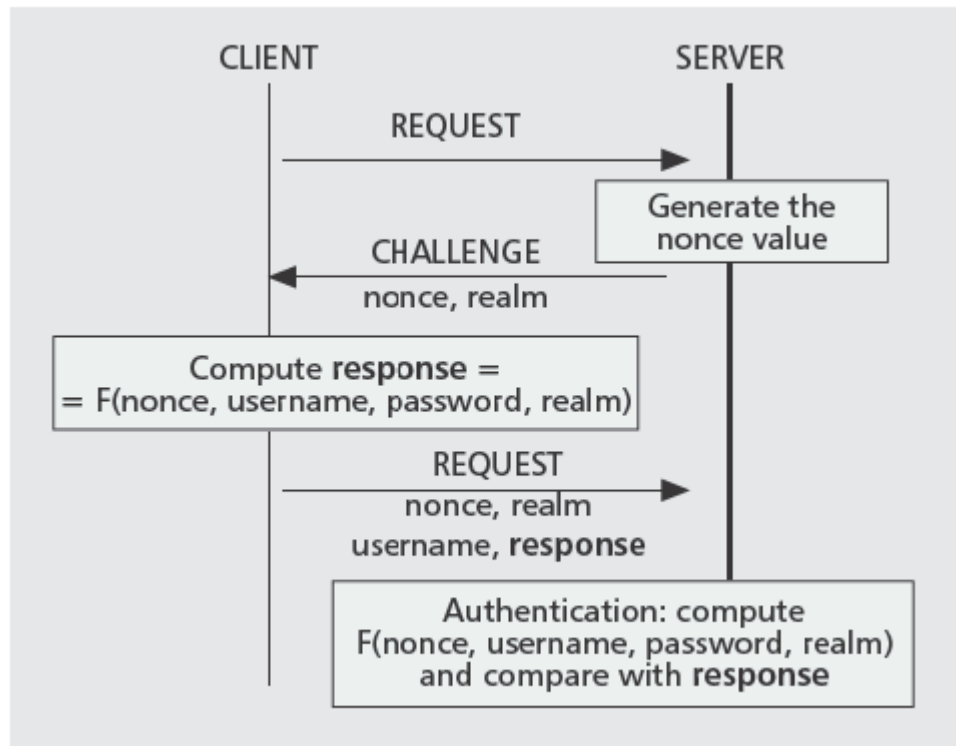 CLIENT
SERVER
REQUEST
Generate the
nonce value
CHALLENGE
nonce, realm
Compute response =
= F(nonce, username, password, realm)
REQUEST
nonce, realm
username, response
Authentication: compute
F(nonce, username, password, realm)
and compare with response